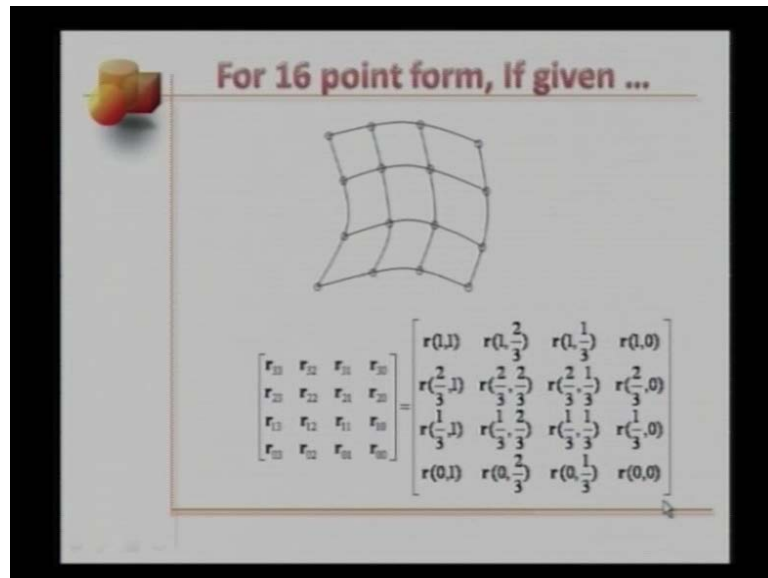 For 16 point form, If given ...
[r₃₃ r₃₂ r₃₁ r₃₀] = [r(1,1) r(1,2/3) r(1,1/3) r(1,0)]
[r₂₃ r₂₂ r₂₁ r₂₀] [r(2/3,1) r(2/3,2/3) r(2/3,1/3) r(2/3,0)]
[r₁₃ r₁₂ r₁₁ r₁₀] [r(1/3,1) r(1/3,2/3) r(1/3,1/3) r(1/3,0)]
[r₀₃ r₀₂ r₀₁ r₀₀] [r(0,1) r(0,2/3) r(0,1/3) r(0,0)]